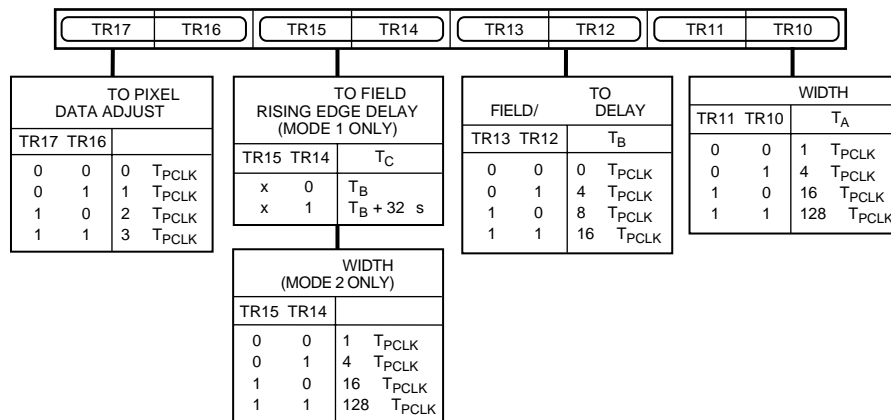 TR17 TR16 TR15 TR14 TR13 TR12 TR11 TR10
TO PIXEL
DATA ADJUST
TR17 TR16
0 0 0 TPCLK
0 1 1 TPCLK
1 0 2 TPCLK
1 1 3 TPCLK
TO FIELD
RISING EDGE DELAY
(MODE 1 ONLY)
TR15 TR14 TC
x 0 TB
x 1 TB + 32 s
WIDTH
(MODE 2 ONLY)
TR15 TR14
0 0 1 TPCLK
0 1 4 TPCLK
1 0 16 TPCLK
1 1 128 TPCLK
TO
FIELD/ DELAY
TR13 TR12 TB
0 0 0 TPCLK
0 1 4 TPCLK
1 0 8 TPCLK
1 1 16 TPCLK
WIDTH
TR11 TR10 TA
0 0 1 TPCLK
0 1 4 TPCLK
1 0 16 TPCLK
1 1 128 TPCLK